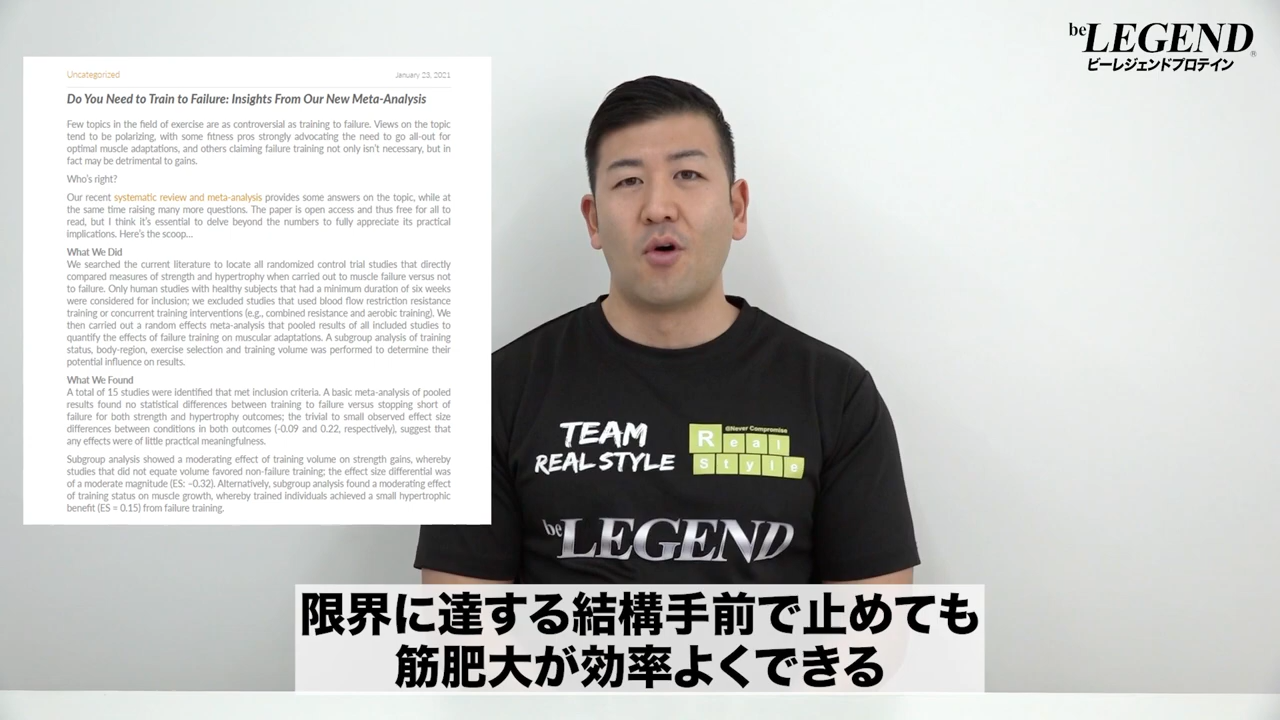 be LEGEND®
ビーレジェンドプロテイン
Uncategorized January 23, 2021
Do You Need to Train to Failure: Insights From Our New Meta-Analysis
Few topics in the field of exercise are as controversial as training to failure. Views on the topic
tend to be polarizing, with some fitness pros strongly advocating the need to go all-out for
optimal muscle adaptations, and others claiming failure training not only isn't necessary, but in
fact may be detrimental to gains.
Who's right?
Our recent systematic review and meta-analysis provides some answers on the topic, while at
the same time raising many more questions. The paper is open access and thus free for all to
read, but I think it's essential to delve beyond the numbers to fully appreciate its practical
implications. Here's the scoop...
What We Did
We searched the current literature to locate all randomized control trial studies that directly
compared measures of strength and hypertrophy when carried out to muscle failure versus not
to failure. Only human studies with healthy subjects that had a minimum duration of six weeks
were considered for inclusion; we excluded studies that used blood flow restriction resistance
training or concurrent training interventions (e.g., combined resistance and aerobic training). We
then carried out a random effects meta-analysis that pooled results of all included studies to
quantify the effects of failure training on muscular adaptations. A subgroup analysis of training
status, body-region, exercise selection and training volume was performed to determine their
potential influence on results.
What We Found
A total of 15 studies were identified that met inclusion criteria. A basic meta-analysis of pooled
results found no statistical differences between training to failure versus stopping short of
failure for both strength and hypertrophy outcomes; the trivial to small observed effect size
differences between conditions in both outcomes (-0.09 and 0.22, respectively), suggest that
any effects were of little practical meaningfulness.
Subgroup analysis showed a moderating effect of training volume on strength gains, whereby
studies that did not equate volume favored non-failure training; the effect size differential was
of a moderate magnitude (ES: –0.32). Alternatively, subgroup analysis found a moderating effect
of training status on muscle growth, whereby trained individuals achieved a small hypertrophic
benefit (ES = 0.15) from failure training.
TEAM
REAL STYLE
@Never Compromise
Real
Style
be LEGEND
限界に達する結構手前で止めても
筋肥大が効率よくできる